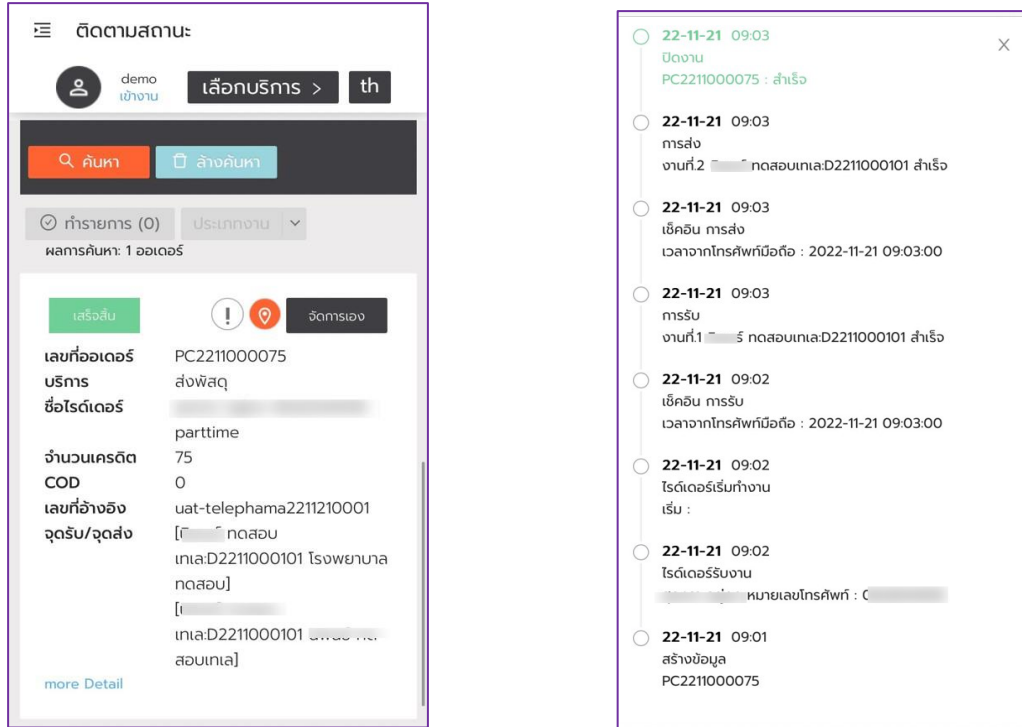 ติดตามสถานะ
demo
เข้างาน
เลือกบริการ >
th
ค้นหา
ล้างค้นหา
ทำรายการ (0)
ประเภทงาน
ผลการค้นหา: 1 ออเดอร์
เสร็จสิ้น
จัดการเอง
เลขที่ออเดอร์ PC2211000075
บริการ ส่งพัสดุ
ชื่อไรด์เดอร์
parttime
จำนวนเครดิต 75
COD 0
เลขที่อ้างอิง uat-telephama2211210001
จุดรับ/จุดส่ง [ ทดสอบ
เทเล:D2211000101 โรงพยาบาล
ทดสอบ]
[
เทเล:D2211000101
สอบเทเล]
more Detail
22-11-21 09:03
ปิดงาน
PC2211000075 : สำเร็จ
22-11-21 09:03
การส่ง
งานที่.2 ทดสอบเทเล:D2211000101 สำเร็จ
22-11-21 09:03
เช็คอิน การส่ง
เวลาจากโทรศัพท์มือถือ : 2022-11-21 09:03:00
22-11-21 09:03
การรับ
งานที่.1 ทดสอบเทเล:D2211000101 สำเร็จ
22-11-21 09:02
เช็คอิน การรับ
เวลาจากโทรศัพท์มือถือ : 2022-11-21 09:03:00
22-11-21 09:02
ไรด์เดอร์เริ่มทำงาน
เริ่ม :
22-11-21 09:02
ไรด์เดอร์รับงาน
หมายเลขโทรศัพท์ :
22-11-21 09:01
สร้างข้อมูล
PC2211000075